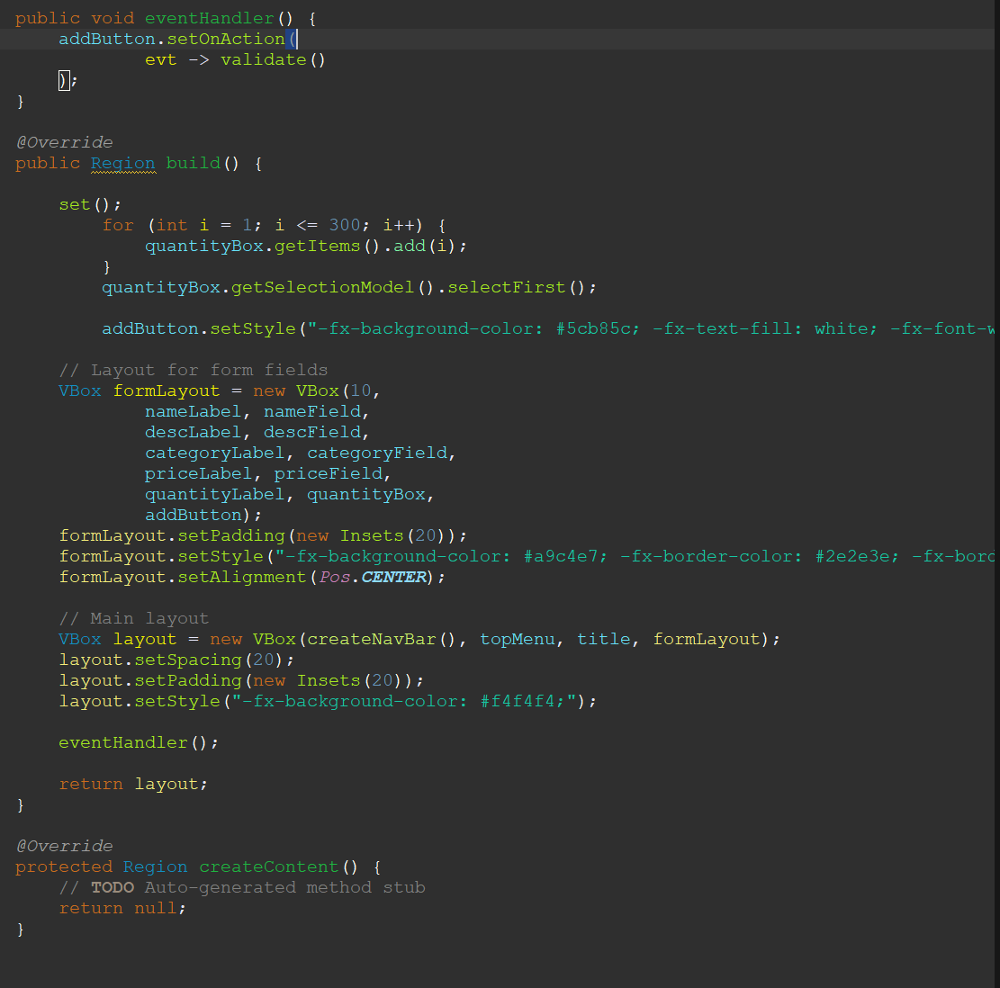 public void eventHandler() {
    addButton.setOnAction(
            evt -> validate()
    );
}

@Override
public Region build() {

    set();
        for (int i = 1; i <= 300; i++) {
            quantityBox.getItems().add(i);
        }
        quantityBox.getSelectionModel().selectFirst();

        addButton.setStyle("-fx-background-color: #5cb85c; -fx-text-fill: white; -fx-font-w

    // Layout for form fields
    VBox formLayout = new VBox(10,
            nameLabel, nameField,
            descLabel, descField,
            categoryLabel, categoryField,
            priceLabel, priceField,
            quantityLabel, quantityBox,
            addButton);
    formLayout.setPadding(new Insets(20));
    formLayout.setStyle("-fx-background-color: #a9c4e7; -fx-border-color: #2e2e3e; -fx-bord
    formLayout.setAlignment(Pos.CENTER);

    // Main layout
    VBox layout = new VBox(createNavBar(), topMenu, title, formLayout);
    layout.setSpacing(20);
    layout.setPadding(new Insets(20));
    layout.setStyle("-fx-background-color: #f4f4f4;");

    eventHandler();

    return layout;
}

@Override
protected Region createContent() {
    // TODO Auto-generated method stub
    return null;
}